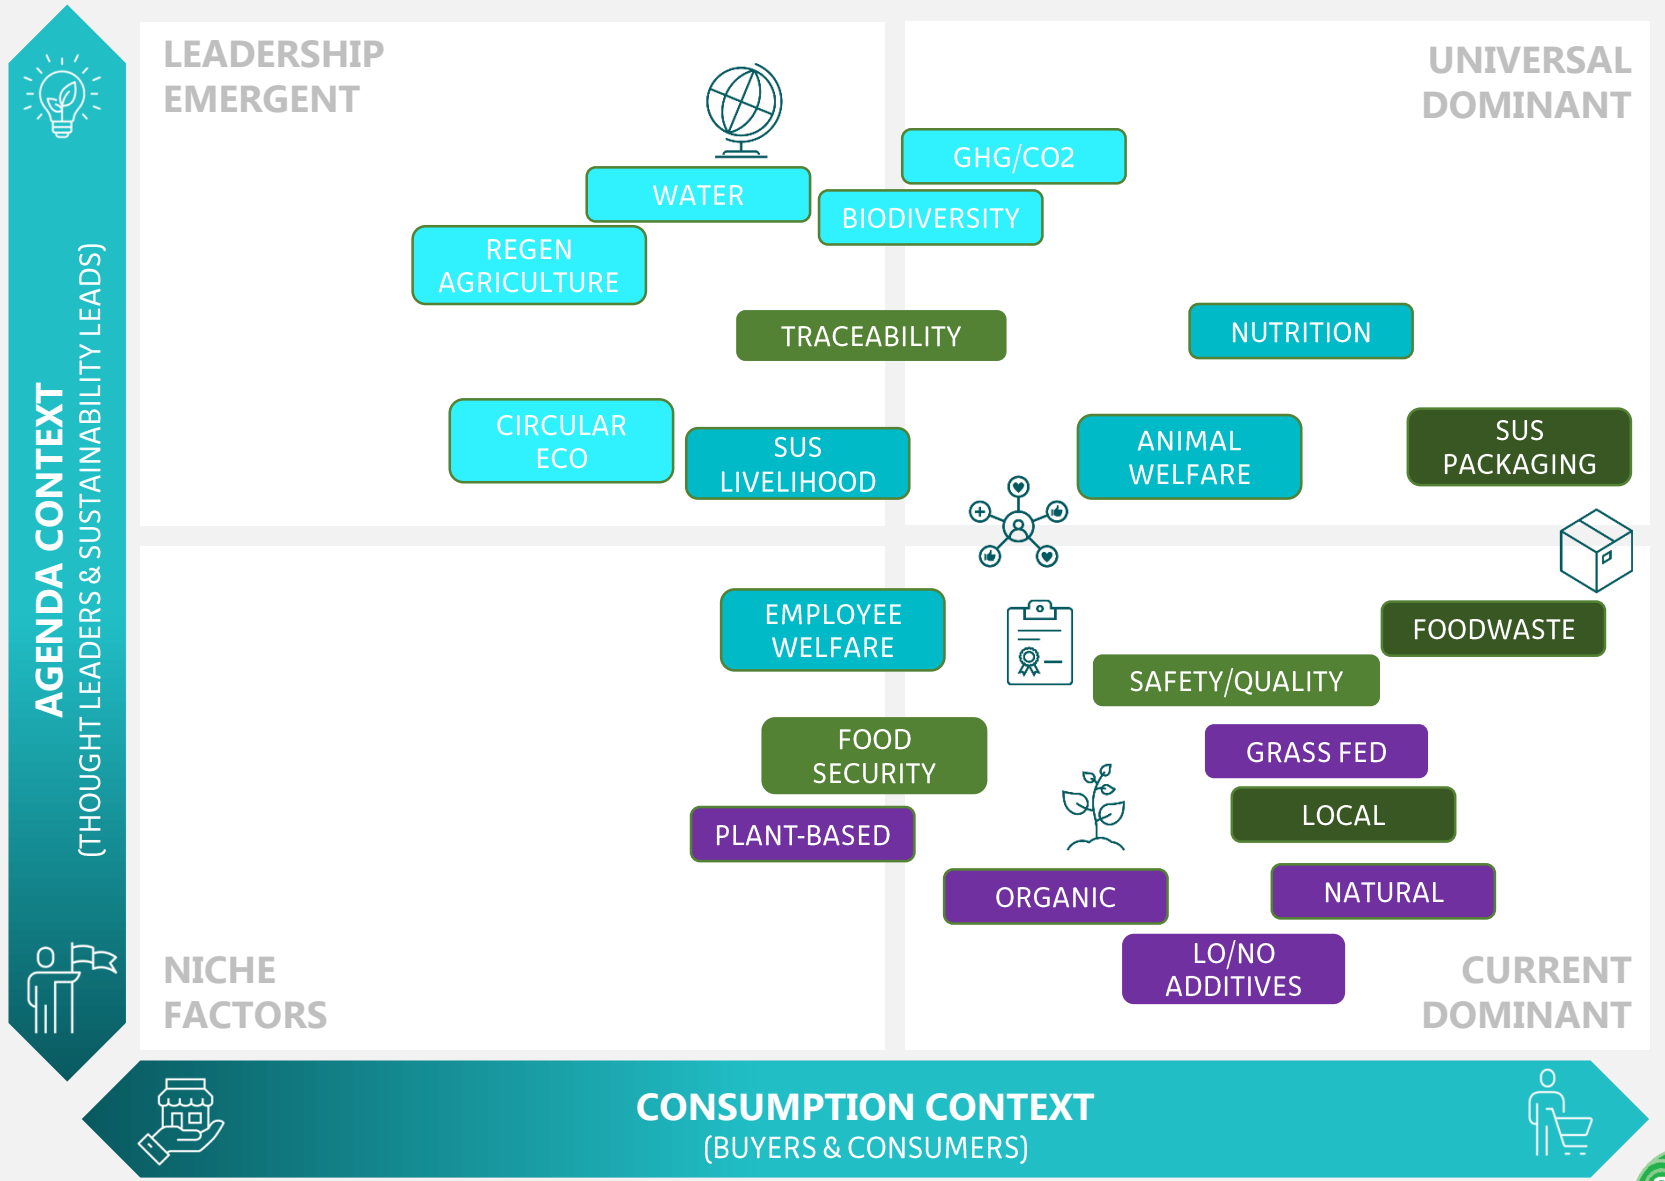 LEADERSHIP
EMERGENT
UNIVERSAL
DOMINANT
GHG/CO2
WATER
BIODIVERSITY
REGEN
AGRICULTURE
TRACEABILITY
NUTRITION
CIRCULAR
ECO
SUS
LIVELIHOOD
ANIMAL
WELFARE
SUS
PACKAGING
AGENDA CONTEXT
(THOUGHT LEADERS & SUSTAINABILITY LEADS)
EMPLOYEE
WELFARE
FOODWASTE
SAFETY/QUALITY
FOOD
SECURITY
GRASS FED
PLANT-BASED
LOCAL
ORGANIC
NATURAL
LO/NO
ADDITIVES
NICHE
FACTORS
CURRENT
DOMINANT
CONSUMPTION CONTEXT
(BUYERS & CONSUMERS)